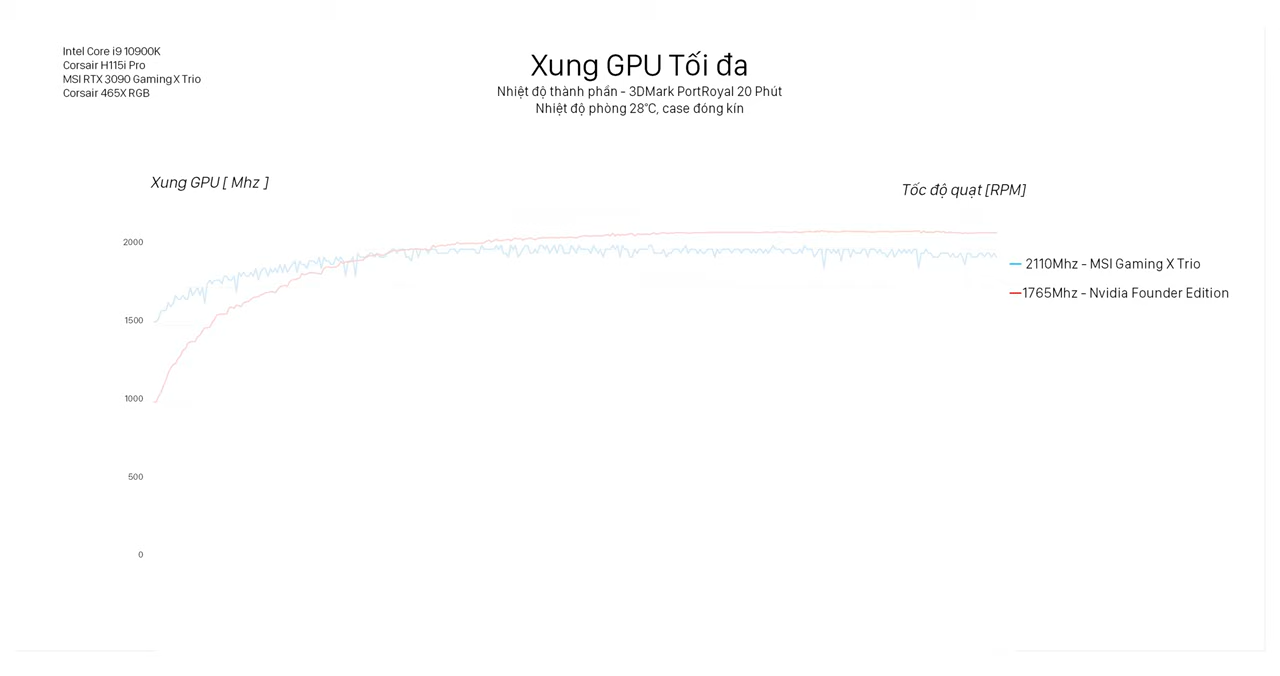 Intel Core i9 10900K
Corsair H115i Pro
MSI RTX 3090 Gaming X Trio
Corsair 465X RGB
Xung GPU Tối đa
Nhiệt độ thành phần - 3DMark PortRoyal 20 Phút
Nhiệt độ phòng 28°C, case đóng kín
Xung GPU [ Mhz ]
Tốc độ quạt [RPM]
2000
1500
1000
500
0
2110Mhz - MSI Gaming X Trio
1765Mhz - Nvidia Founder Edition